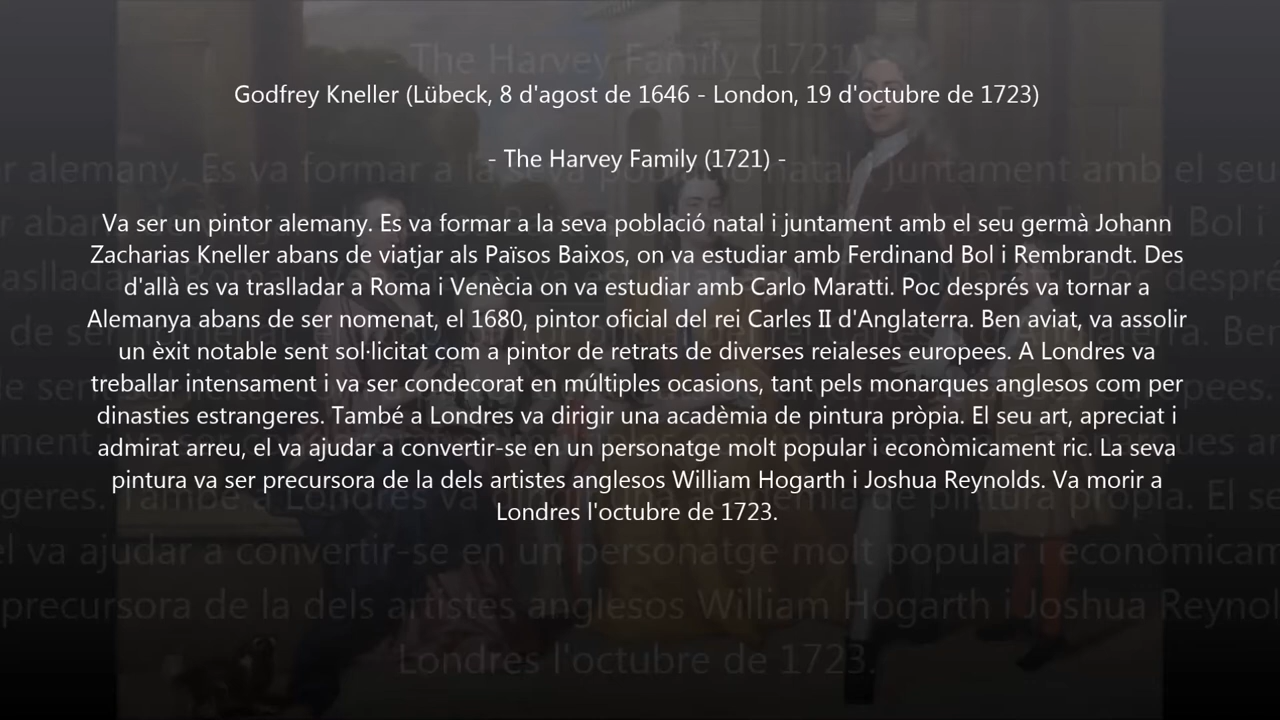 Godfrey Kneller (Lübeck, 8 d'agost de 1646 - London, 19 d'octubre de 1723)
- The Harvey Family (1721) -
Va ser un pintor alemany. Es va formar a la seva població natal i juntament amb el seu germà Johann
Zacharias Kneller abans de viatjar als Països Baixos, on va estudiar amb Ferdinand Bol i Rembrandt. Des
d'allà es va traslladar a Roma i Venècia on va estudiar amb Carlo Maratti. Poc després va tornar a
Alemanya abans de ser nomenat, el 1680, pintor oficial del rei Carles II d'Anglaterra. Ben aviat, va assolir
un èxit notable sent sol·licitat com a pintor de retrats de diverses reialeses europees. A Londres va
treballar intensament i va ser condecorat en múltiples ocasions, tant pels monarques anglesos com per
dinasties estrangeres. També a Londres va dirigir una acadèmia de pintura pròpia. El seu art, apreciat i
admirat arreu, el va ajudar a convertir-se en un personatge molt popular i econòmicament ric. La seva
pintura va ser precursora de la dels artistes anglesos William Hogarth i Joshua Reynolds. Va morir a
Londres l'octubre de 1723.